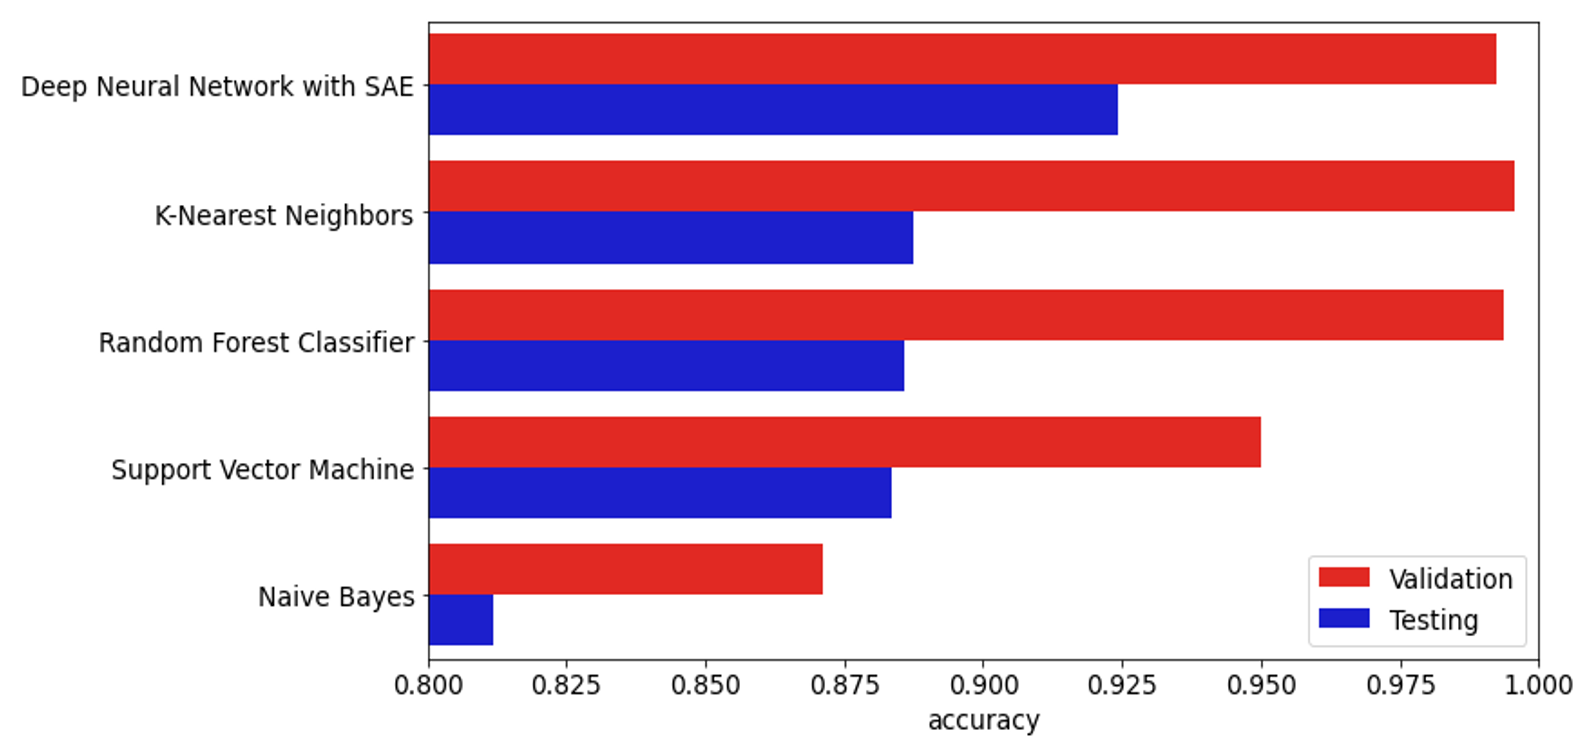 Deep Neural Network with SAE
K-Nearest Neighbors
Random Forest Classifier
Support Vector Machine
Naive Bayes
Validation
Testing
0.800 0.825 0.850 0.875 0.900 0.925 0.950 0.975 1.000
accuracy